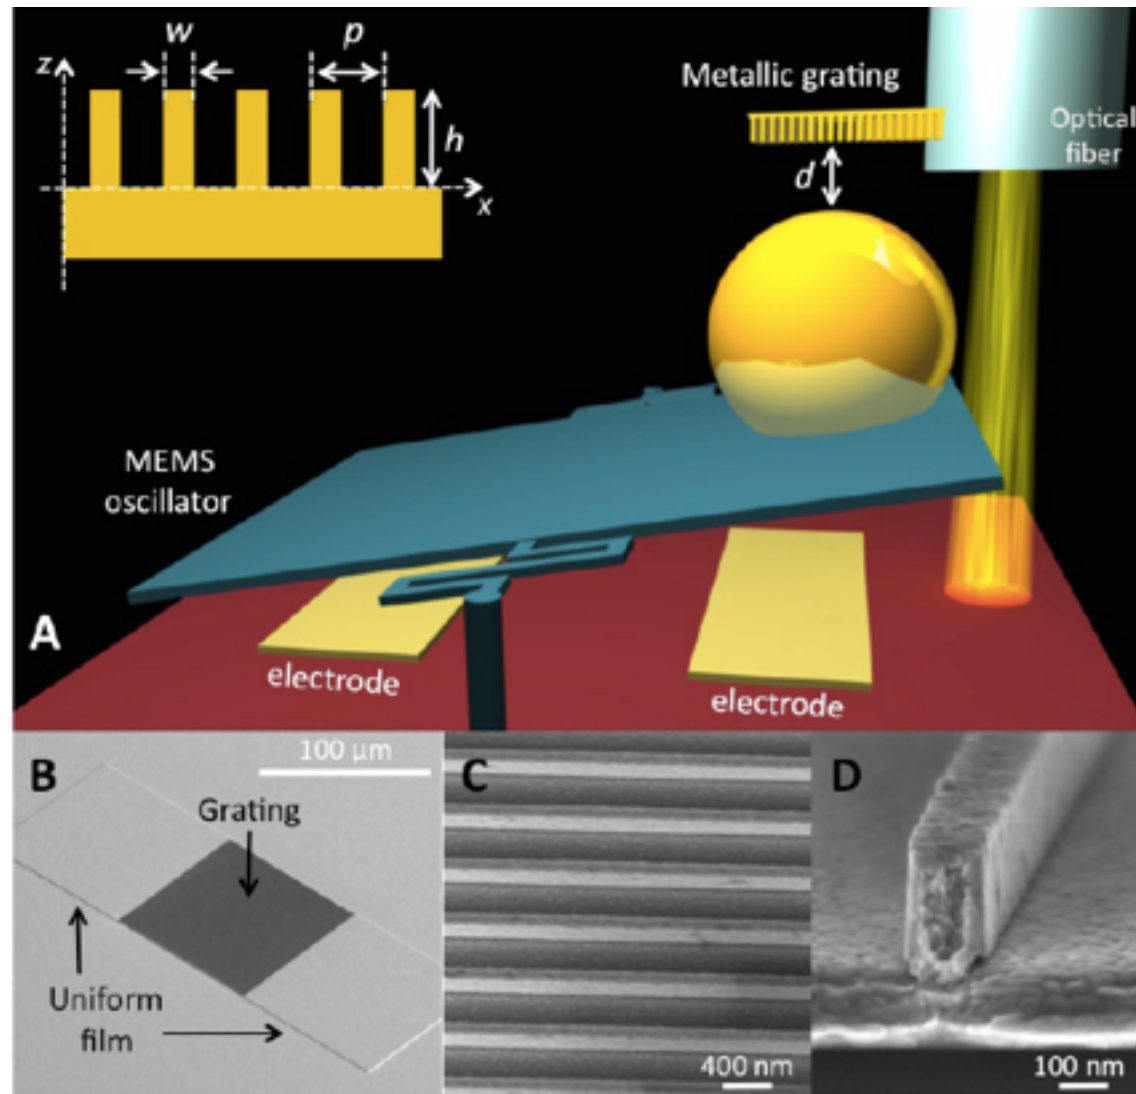 w
p
z
h
x
Metallic grating
Optical
fiber
d
MEMS
oscillator
A
electrode
electrode
B
100 μm
Grating
Uniform
film
C
400 nm
D
100 nm